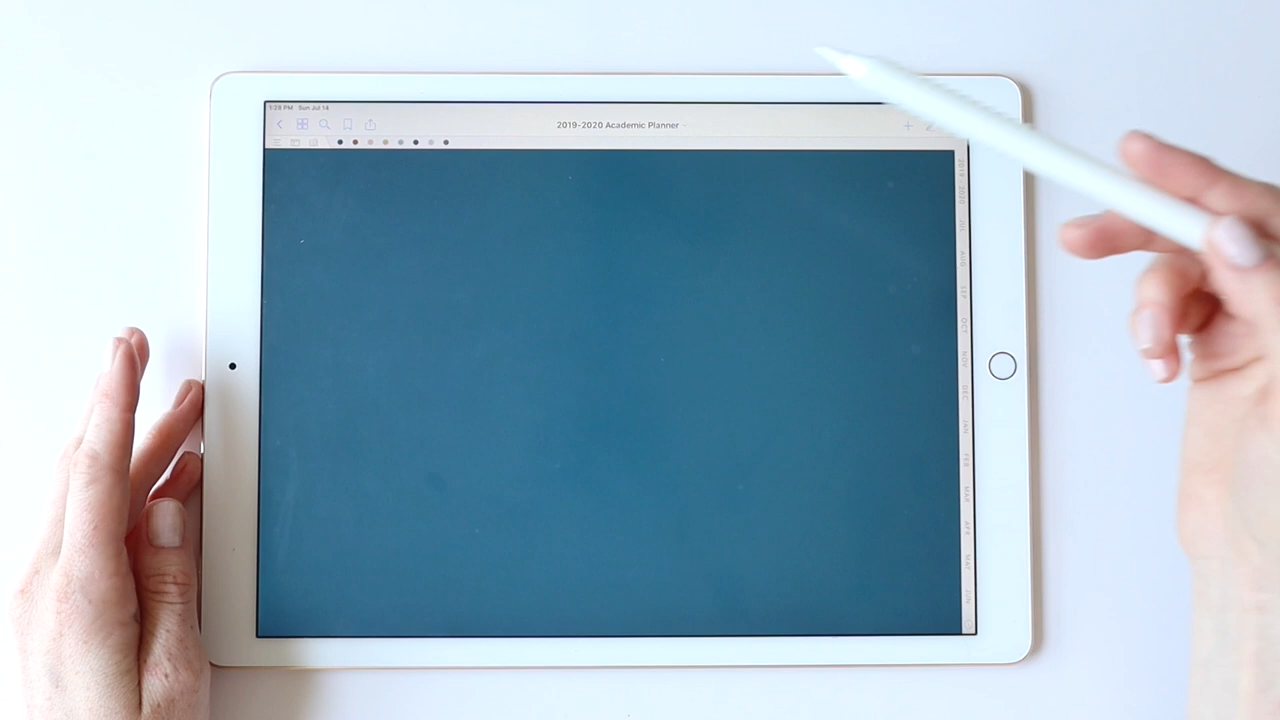 1:29 PM Sun Jul 14
2019-2020 Academic Planner
2019 - 2020
JUL
AUG
SEP
OCT
NOV
DEC
JAN
FEB
MAR
APR
MAY
JUN